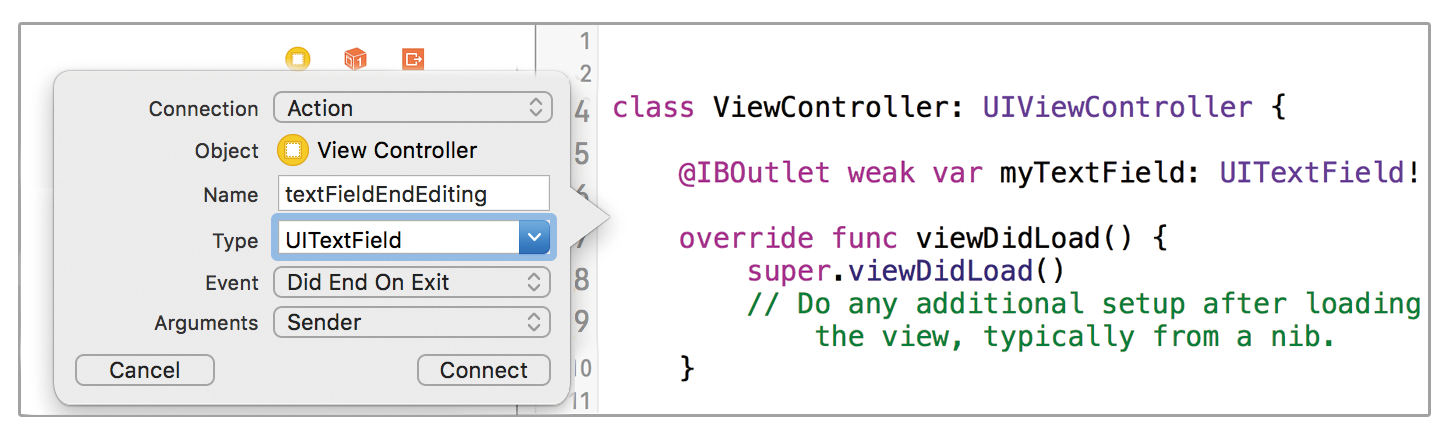 Connection Action
Object View Controller
Name textFieldEndEditing
Type UITextField
Event Did End On Exit
Arguments Sender
Cancel Connect
1
2
4 class ViewController: UIViewController {
5
@IBOutlet weak var myTextField: UITextField!
override func viewDidLoad() {
8 super.viewDidLoad()
9 // Do any additional setup after loading
the view, typically from a nib.
10 }
11